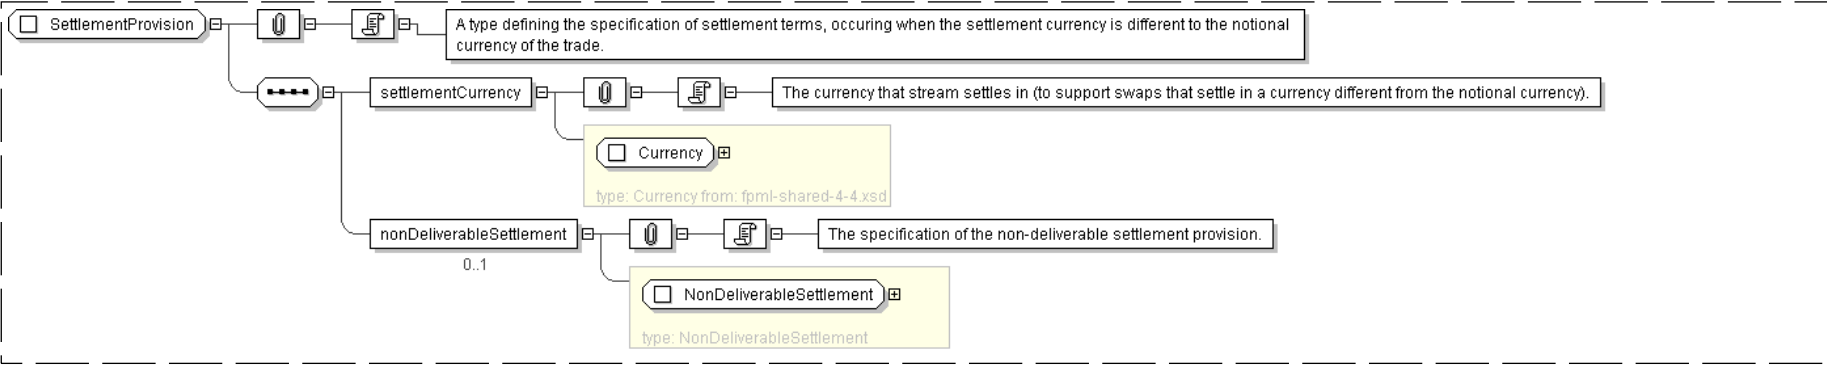 SettlementProvision
A type defining the specification of settlement terms, occuring when the settlement currency is different to the notional
currency of the trade.
settlementCurrency
The currency that stream settles in (to support swaps that settle in a currency different from the notional currency).
Currency
type: Currency from: fpml-shared-4-4.xsd
nonDeliverableSettlement
The specification of the non-deliverable settlement provision.
0..1
NonDeliverableSettlement
type: NonDeliverableSettlement